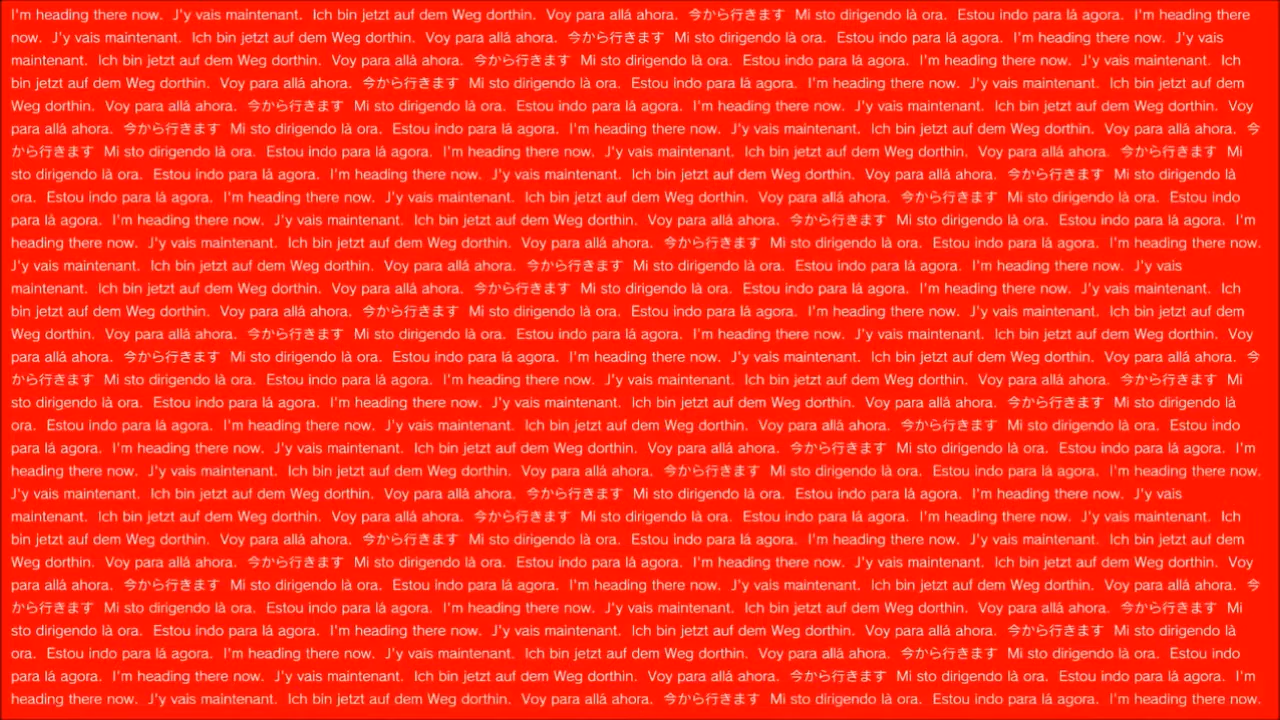 I'm heading there now. J'y vais maintenant. Ich bin jetzt auf dem Weg dorthin. Voy para allá ahora. 今から行きます Mi sto dirigendo là ora. Estou indo para lá agora. I'm heading there
now. J'y vais maintenant. Ich bin jetzt auf dem Weg dorthin. Voy para allá ahora. 今から行きます Mi sto dirigendo là ora. Estou indo para lá agora. I'm heading there now. J'y vais
maintenant. Ich bin jetzt auf dem Weg dorthin. Voy para allá ahora. 今から行きます Mi sto dirigendo là ora. Estou indo para lá agora. I'm heading there now. J'y vais maintenant. Ich
bin jetzt auf dem Weg dorthin. Voy para allá ahora. 今から行きます Mi sto dirigendo là ora. Estou indo para lá agora. I'm heading there now. J'y vais maintenant. Ich bin jetzt auf dem
Weg dorthin. Voy para allá ahora. 今から行きます Mi sto dirigendo là ora. Estou indo para lá agora. I'm heading there now. J'y vais maintenant. Ich bin jetzt auf dem Weg dorthin. Voy
para allá ahora. 今から行きます Mi sto dirigendo là ora. Estou indo para lá agora. I'm heading there now. J'y vais maintenant. Ich bin jetzt auf dem Weg dorthin. Voy para allá ahora. 今
から行きます Mi sto dirigendo là ora. Estou indo para lá agora. I'm heading there now. J'y vais maintenant. Ich bin jetzt auf dem Weg dorthin. Voy para allá ahora. 今から行きます Mi
sto dirigendo là ora. Estou indo para lá agora. I'm heading there now. J'y vais maintenant. Ich bin jetzt auf dem Weg dorthin. Voy para allá ahora. 今から行きます Mi sto dirigendo là
ora. Estou indo para lá agora. I'm heading there now. J'y vais maintenant. Ich bin jetzt auf dem Weg dorthin. Voy para allá ahora. 今から行きます Mi sto dirigendo là ora. Estou indo
para lá agora. I'm heading there now. J'y vais maintenant. Ich bin jetzt auf dem Weg dorthin. Voy para allá ahora. 今から行きます Mi sto dirigendo là ora. Estou indo para lá agora. I'm
heading there now. J'y vais maintenant. Ich bin jetzt auf dem Weg dorthin. Voy para allá ahora. 今から行きます Mi sto dirigendo là ora. Estou indo para lá agora. I'm heading there now.
J'y vais maintenant. Ich bin jetzt auf dem Weg dorthin. Voy para allá ahora. 今から行きます Mi sto dirigendo là ora. Estou indo para lá agora. I'm heading there now. J'y vais
maintenant. Ich bin jetzt auf dem Weg dorthin. Voy para allá ahora. 今から行きます Mi sto dirigendo là ora. Estou indo para lá agora. I'm heading there now. J'y vais maintenant. Ich
bin jetzt auf dem Weg dorthin. Voy para allá ahora. 今から行きます Mi sto dirigendo là ora. Estou indo para lá agora. I'm heading there now. J'y vais maintenant. Ich bin jetzt auf dem
Weg dorthin. Voy para allá ahora. 今から行きます Mi sto dirigendo là ora. Estou indo para lá agora. I'm heading there now. J'y vais maintenant. Ich bin jetzt auf dem Weg dorthin. Voy
para allá ahora. 今から行きます Mi sto dirigendo là ora. Estou indo para lá agora. I'm heading there now. J'y vais maintenant. Ich bin jetzt auf dem Weg dorthin. Voy para allá ahora. 今
から行きます Mi sto dirigendo là ora. Estou indo para lá agora. I'm heading there now. J'y vais maintenant. Ich bin jetzt auf dem Weg dorthin. Voy para allá ahora. 今から行きます Mi
sto dirigendo là ora. Estou indo para lá agora. I'm heading there now. J'y vais maintenant. Ich bin jetzt auf dem Weg dorthin. Voy para allá ahora. 今から行きます Mi sto dirigendo là
ora. Estou indo para lá agora. I'm heading there now. J'y vais maintenant. Ich bin jetzt auf dem Weg dorthin. Voy para allá ahora. 今から行きます Mi sto dirigendo là ora. Estou indo
para lá agora. I'm heading there now. J'y vais maintenant. Ich bin jetzt auf dem Weg dorthin. Voy para allá ahora. 今から行きます Mi sto dirigendo là ora. Estou indo para lá agora. I'm
heading there now. J'y vais maintenant. Ich bin jetzt auf dem Weg dorthin. Voy para allá ahora. 今から行きます Mi sto dirigendo là ora. Estou indo para lá agora. I'm heading there now.
J'y vais maintenant. Ich bin jetzt auf dem Weg dorthin. Voy para allá ahora. 今から行きます Mi sto dirigendo là ora. Estou indo para lá agora. I'm heading there now. J'y vais
maintenant. Ich bin jetzt auf dem Weg dorthin. Voy para allá ahora. 今から行きます Mi sto dirigendo là ora. Estou indo para lá agora. I'm heading there now. J'y vais maintenant. Ich
bin jetzt auf dem Weg dorthin. Voy para allá ahora. 今から行きます Mi sto dirigendo là ora. Estou indo para lá agora. I'm heading there now. J'y vais maintenant. Ich bin jetzt auf dem
Weg dorthin. Voy para allá ahora. 今から行きます Mi sto dirigendo là ora. Estou indo para lá agora. I'm heading there now. J'y vais maintenant. Ich bin jetzt auf dem Weg dorthin. Voy
para allá ahora. 今から行きます Mi sto dirigendo là ora. Estou indo para lá agora. I'm heading there now. J'y vais maintenant. Ich bin jetzt auf dem Weg dorthin. Voy para allá ahora. 今
から行きます Mi sto dirigendo là ora. Estou indo para lá agora. I'm heading there now. J'y vais maintenant. Ich bin jetzt auf dem Weg dorthin. Voy para allá ahora. 今から行きます Mi
sto dirigendo là ora. Estou indo para lá agora. I'm heading there now. J'y vais maintenant. Ich bin jetzt auf dem Weg dorthin. Voy para allá ahora. 今から行きます Mi sto dirigendo là
ora. Estou indo para lá agora. I'm heading there now. J'y vais maintenant. Ich bin jetzt auf dem Weg dorthin. Voy para allá ahora. 今から行きます Mi sto dirigendo là ora. Estou indo
para lá agora. I'm heading there now. J'y vais maintenant. Ich bin jetzt auf dem Weg dorthin. Voy para allá ahora. 今から行きます Mi sto dirigendo là ora. Estou indo para lá agora. I'm
heading there now. J'y vais maintenant. Ich bin jetzt auf dem Weg dorthin. Voy para allá ahora. 今から行きます Mi sto dirigendo là ora. Estou indo para lá agora. I'm heading there now.